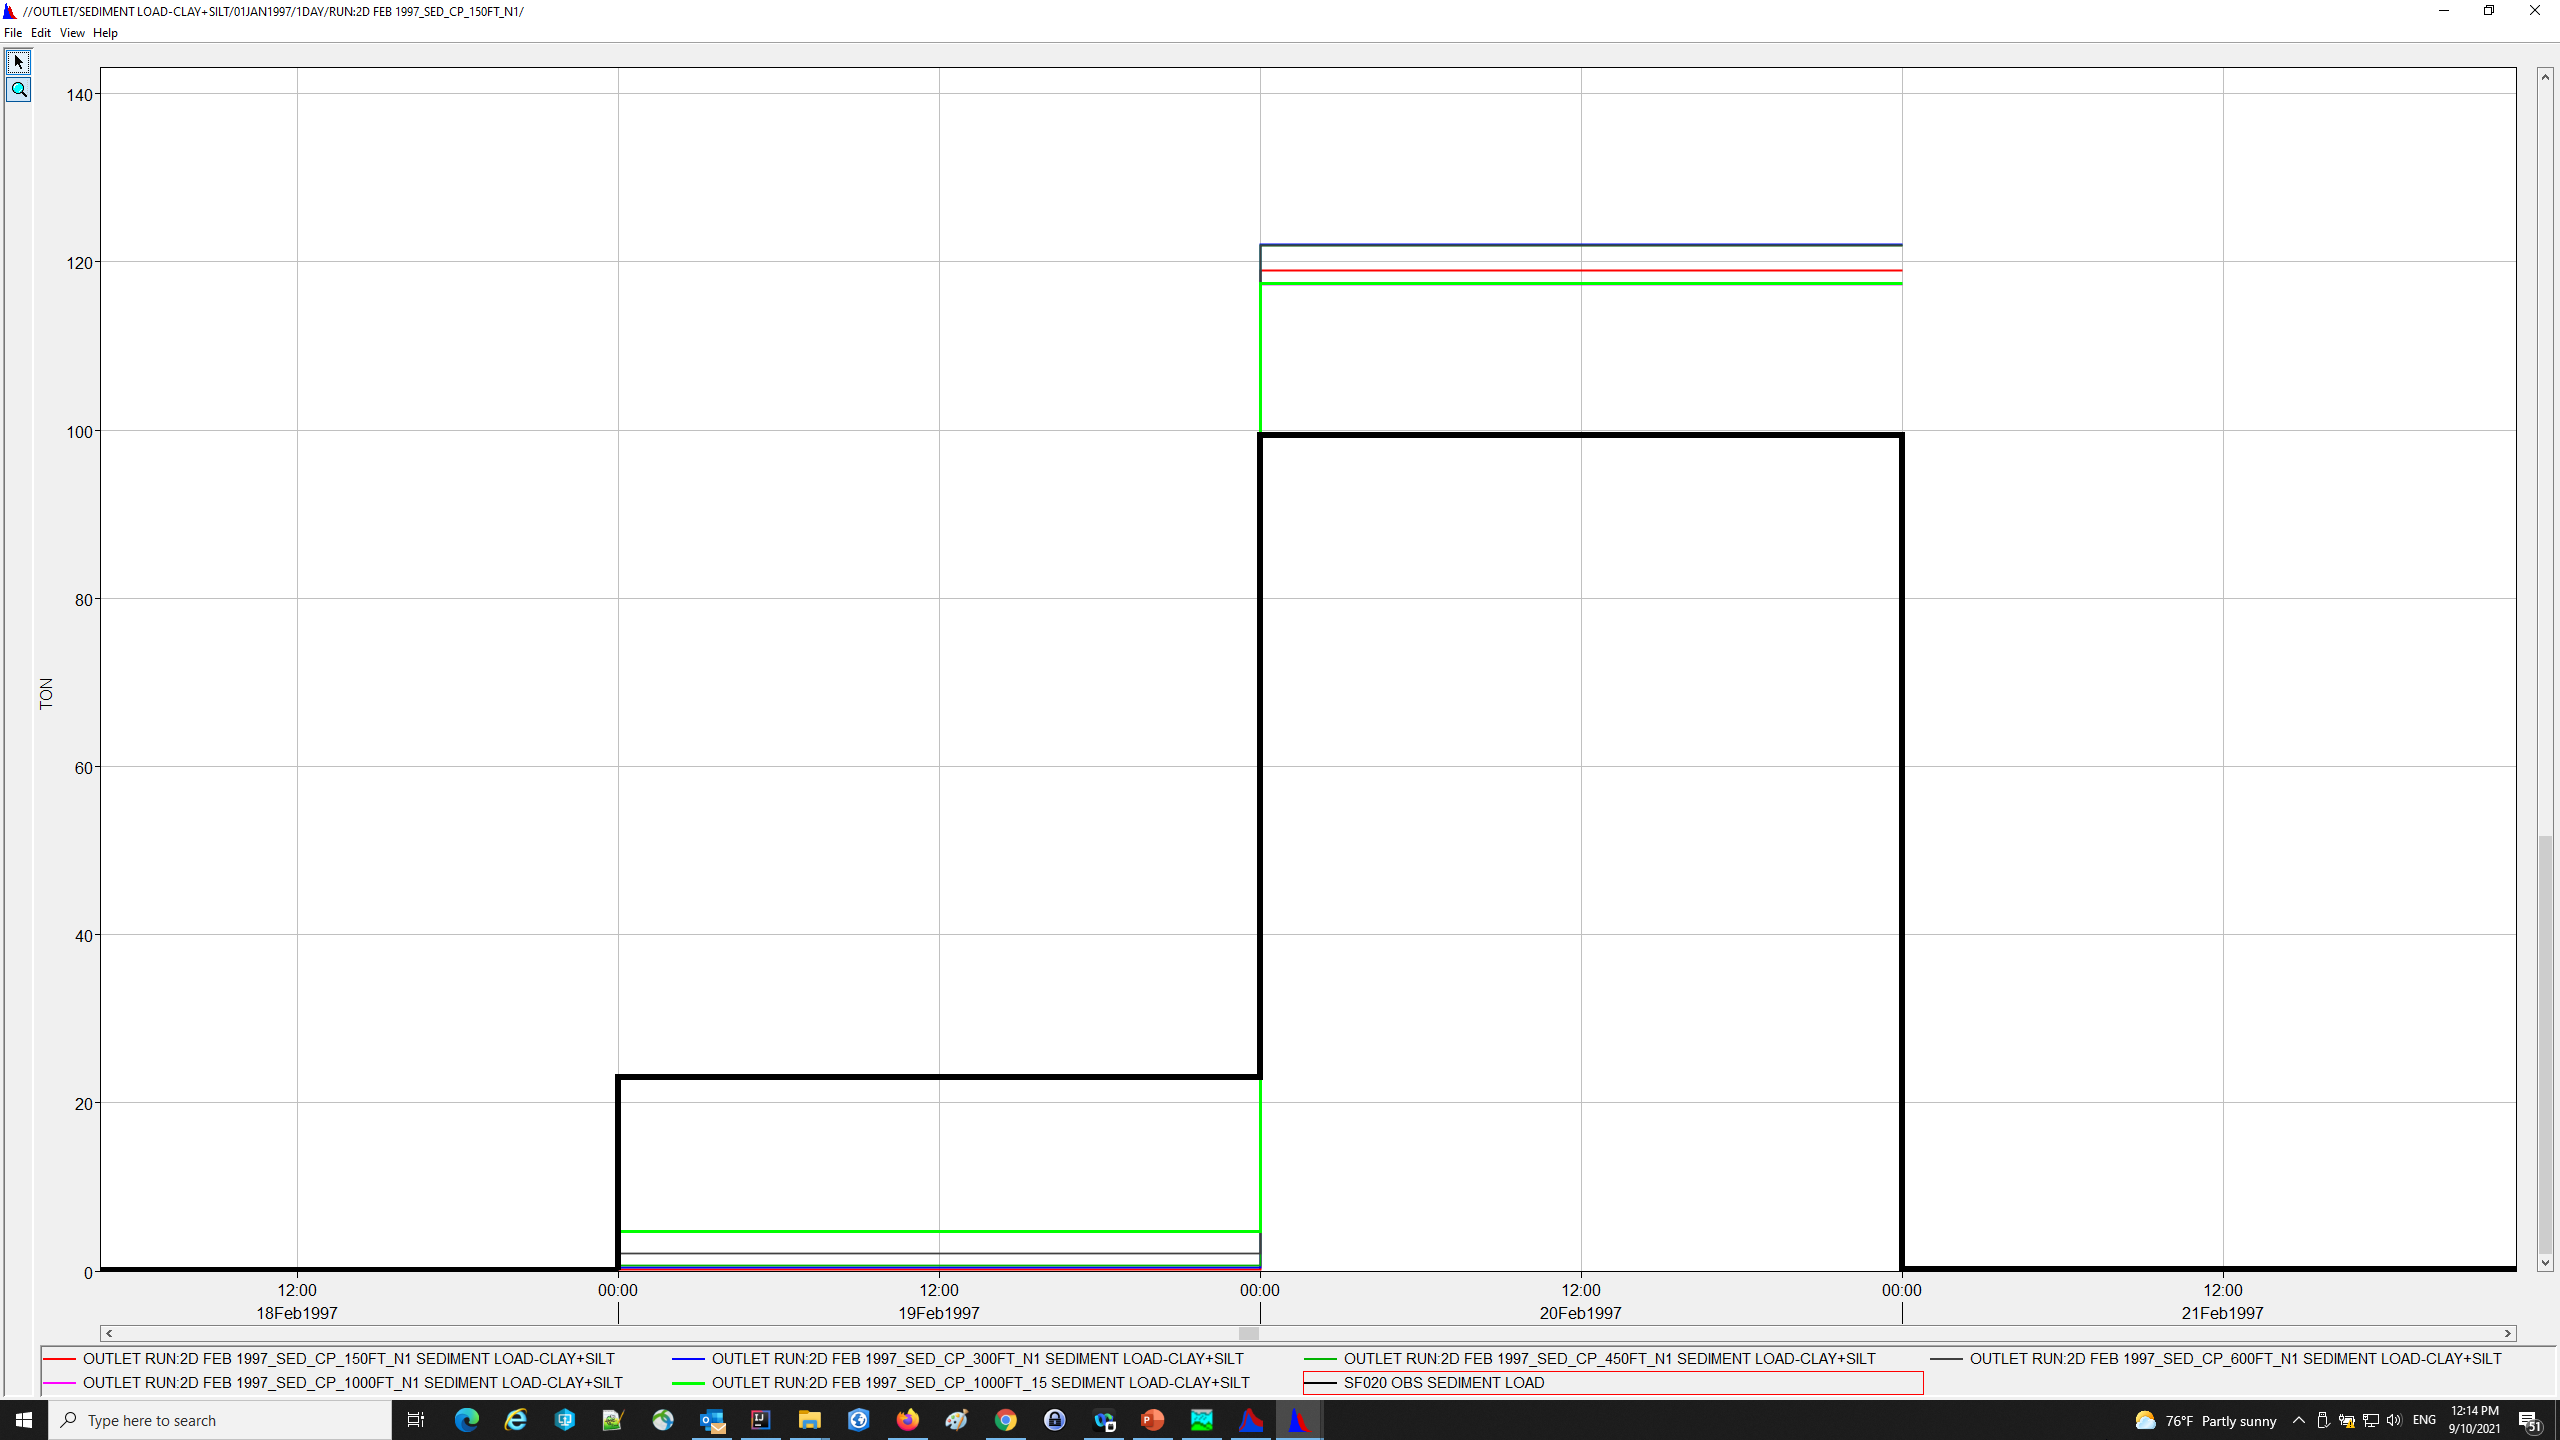 //OUTLET/SEDIMENT LOAD-CLAY+SILT/01JAN1997/1DAY/RUN:2D FEB 1997_SED_CP_150FT_N1/
File Edit View Help
140
120
100
80
60
40
20
0
TON
12:00 00:00 12:00 00:00 12:00 00:00 12:00
18Feb1997 19Feb1997 20Feb1997 21Feb1997
OUTLET RUN:2D FEB 1997_SED_CP_150FT_N1 SEDIMENT LOAD-CLAY+SILT OUTLET RUN:2D FEB 1997_SED_CP_300FT_N1 SEDIMENT LOAD-CLAY+SILT OUTLET RUN:2D FEB 1997_SED_CP_450FT_N1 SEDIMENT LOAD-CLAY+SILT OUTLET RUN:2D FEB 1997_SED_CP_600FT_N1 SEDIMENT LOAD-CLAY+SILT
OUTLET RUN:2D FEB 1997_SED_CP_1000FT_N1 SEDIMENT LOAD-CLAY+SILT OUTLET RUN:2D FEB 1997_SED_CP_1000FT_15 SEDIMENT LOAD-CLAY+SILT SF020 OBS SEDIMENT LOAD
Type here to search
76°F Partly sunny ENG
12:14 PM
9/10/2021
51